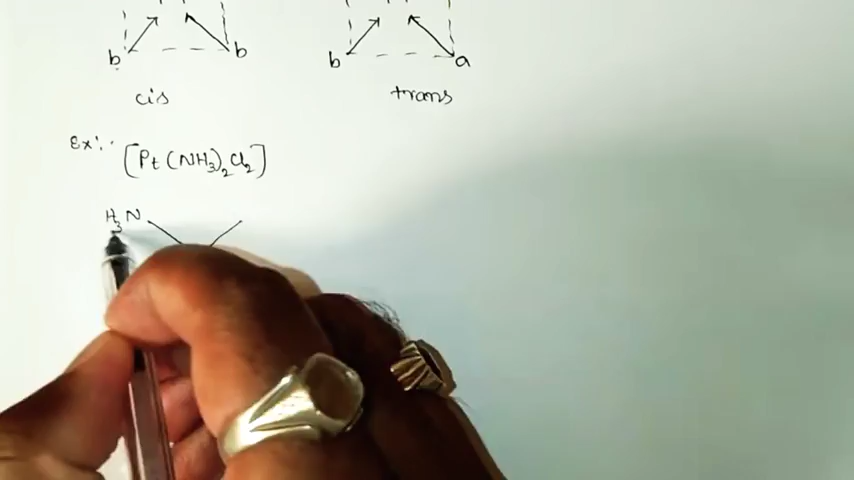 b b b a
cis trans
Ex:- [Pt(NH3)2Cl2]
H3N